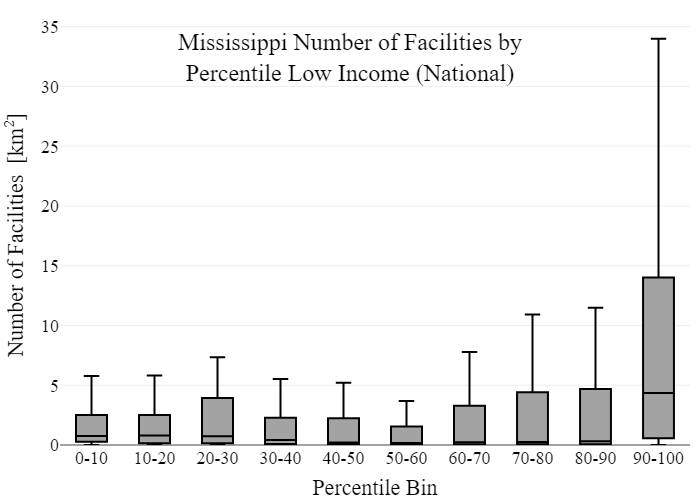 Mississippi Number of Facilities by
Percentile Low Income (National)
Number of Facilities [km²]
35
30
25
20
15
10
5
0
0-10 10-20 20-30 30-40 40-50 50-60 60-70 70-80 80-90 90-100
Percentile Bin